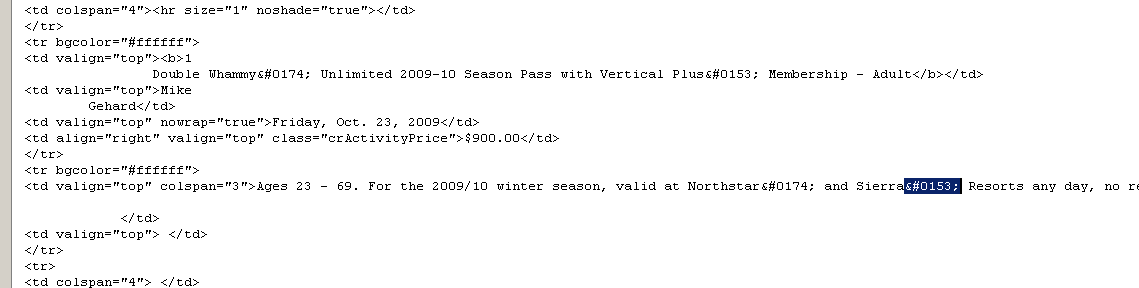 <td colspan="4"><hr size="1" noshade="true"></td>
</tr>
<tr bgcolor="#ffffff">
<td valign="top"><b>1
Double Whammy&#0174; Unlimited 2009-10 Season Pass with Vertical Plus&#0153; Membership - Adult</b></td>
<td valign="top">Mike
Gehard</td>
<td valign="top" nowrap="true">Friday, Oct. 23, 2009</td>
<td align="right" valign="top" class="crActivityPrice">$900.00</td>
</tr>
<tr bgcolor="#ffffff">
<td valign="top" colspan="3">Ages 23 - 69. For the 2009/10 winter season, valid at Northstar&#0174; and Sierra&#0153; Resorts any day, no
</td>
<td valign="top"> </td>
</tr>
<tr>
<td colspan="4"> </td>